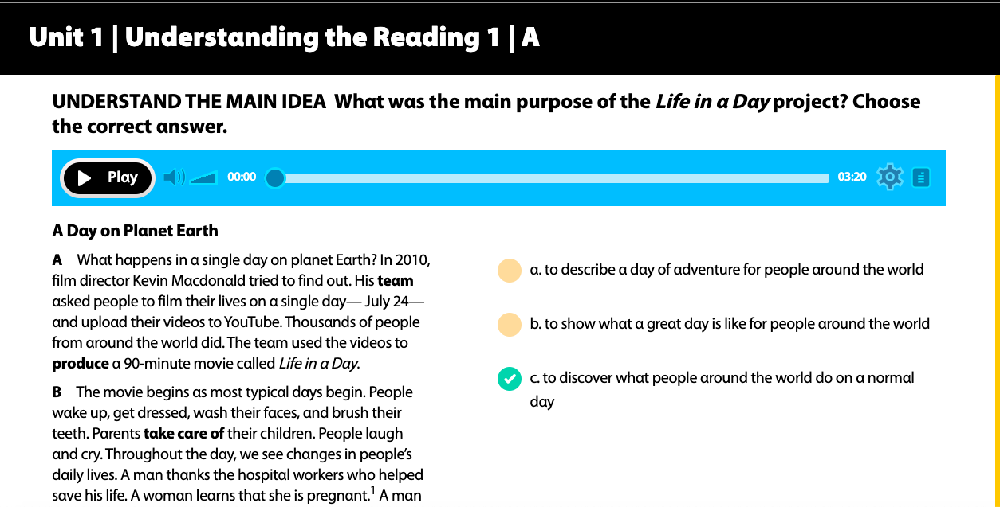 Unit 1 | Understanding the Reading 1 | A
UNDERSTAND THE MAIN IDEA What was the main purpose of the Life in a Day project? Choose
the correct answer.
Play
00:00
03:20
A Day on Planet Earth
A What happens in a single day on planet Earth? In 2010,
film director Kevin Macdonald tried to find out. His team
asked people to film their lives on a single day— July 24—
and upload their videos to YouTube. Thousands of people
from around the world did. The team used the videos to
produce a 90-minute movie called Life in a Day.
B The movie begins as most typical days begin. People
wake up, get dressed, wash their faces, and brush their
teeth. Parents take care of their children. People laugh
and cry. Throughout the day, we see changes in people’s
daily lives. A man thanks the hospital workers who helped
save his life. A woman learns that she is pregnant.1 A man
a. to describe a day of adventure for people around the world
b. to show what a great day is like for people around the world
c. to discover what people around the world do on a normal
day